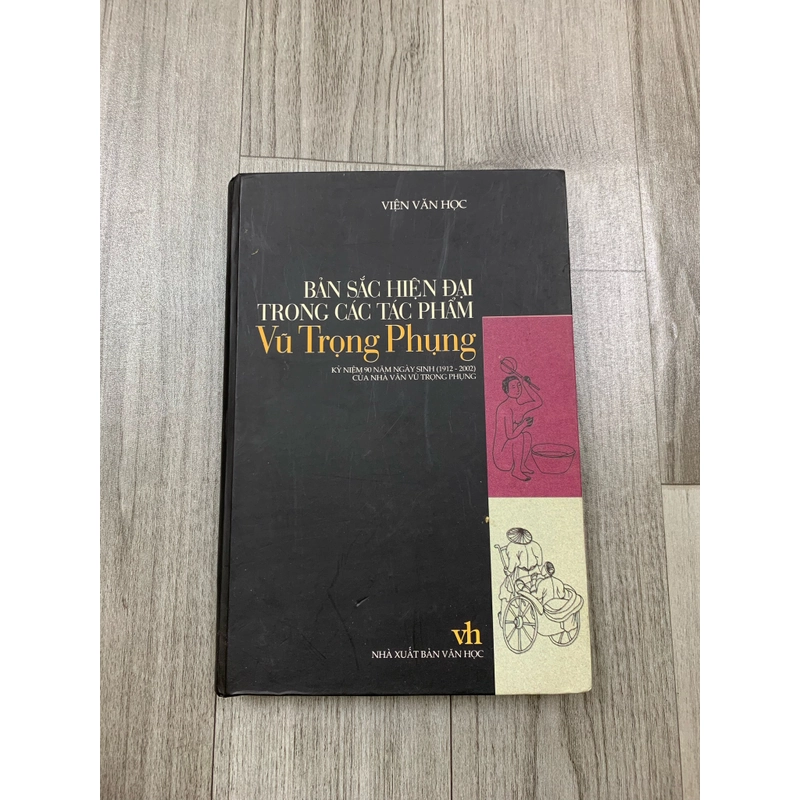 VIỆN VĂN HỌC
BẢN SẮC HIỆN ĐẠI
TRONG CÁC TÁC PHẨM
Vũ Trọng Phụng
KỶ NIỆM 90 NĂM NGÀY SINH (1912 - 2002)
CỦA NHÀ VĂN VŨ TRỌNG PHỤNG
vh
NHÀ XUẤT BẢN VĂN HỌC